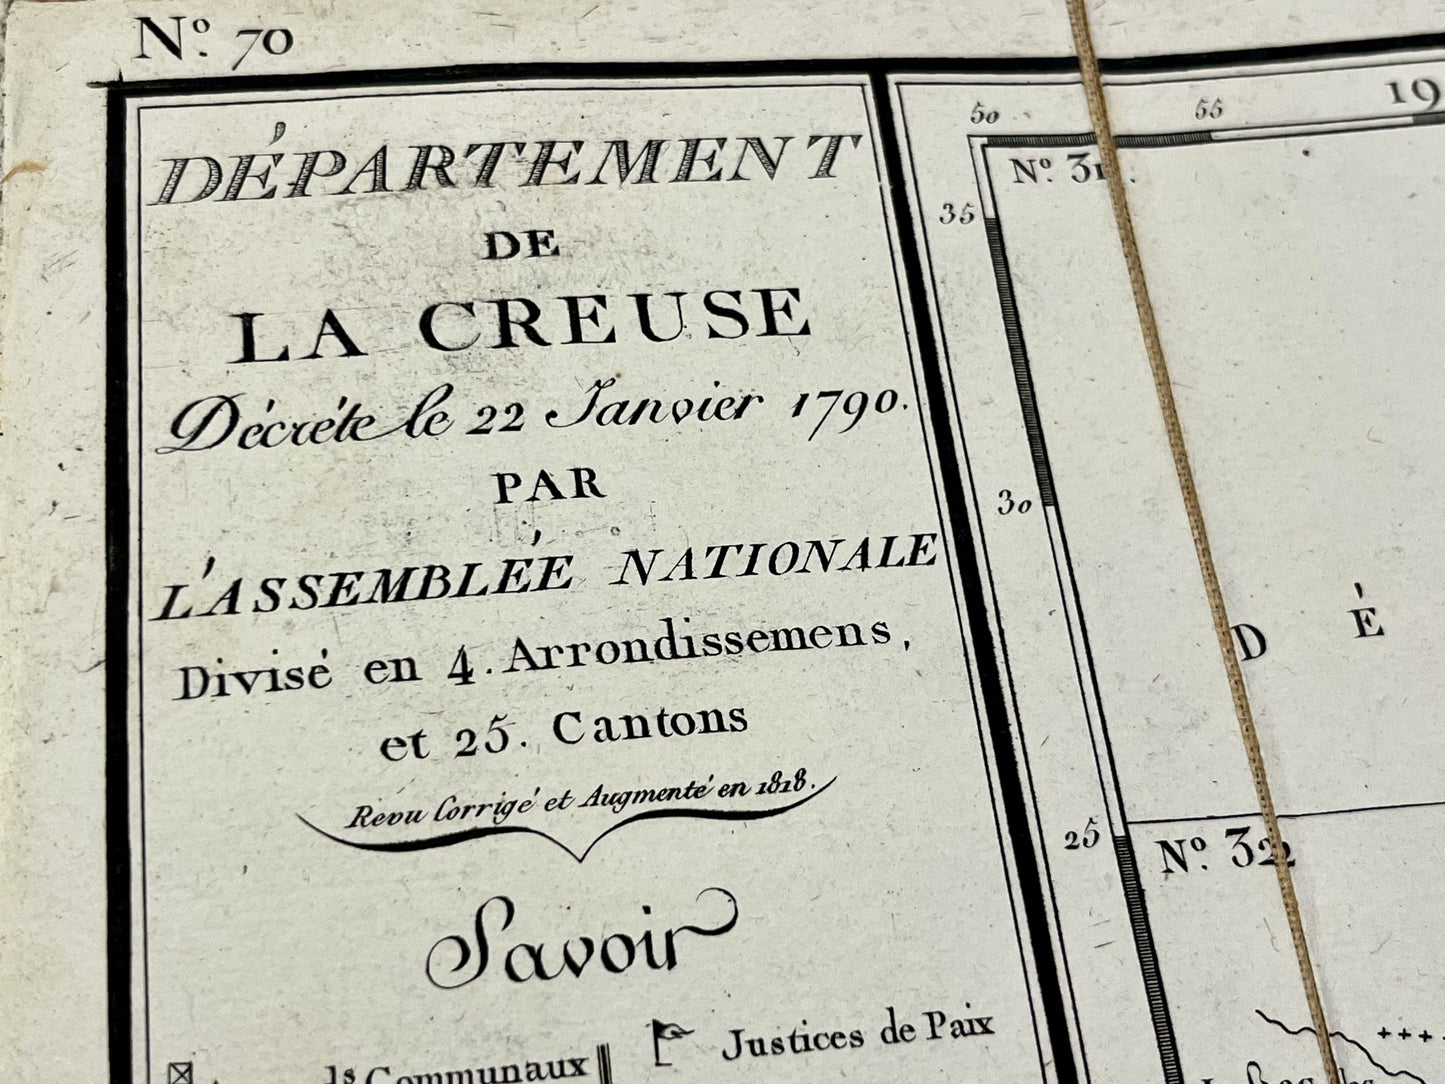 Nº. 70
DÉPARTEMENT
DE
LA CREUSE
Décrété le 22 Janvier 1790.
PAR
L'ASSEMBLÉE NATIONALE
Divisé en 4. Arrondissemens,
et 25. Cantons
Revu Corrigé et Augmenté en 1818.
Savoir
Justices de Paix
Communaux
50 55 19
Nº. 31
35
30
D É
25
Nº. 32